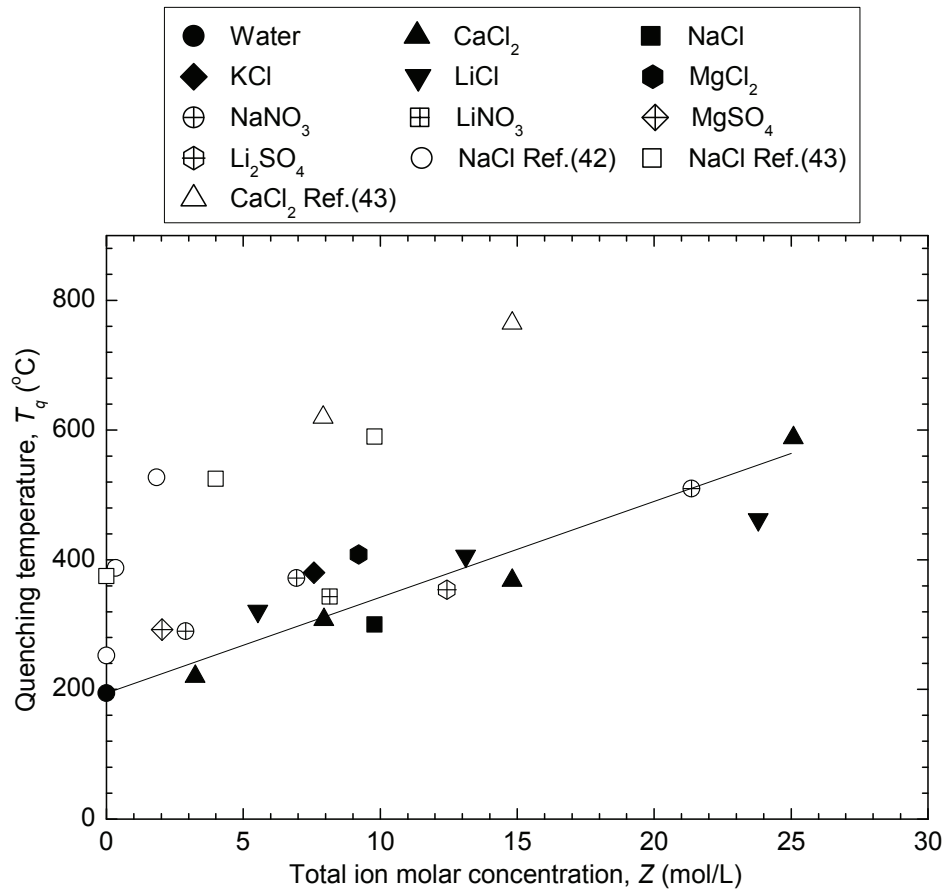 Water CaCl₂ NaCl
KCl LiCl MgCl₂
NaNO₃ LiNO₃ MgSO₄
Li₂SO₄ NaCl Ref.(42) NaCl Ref.(43)
CaCl₂ Ref.(43)
800
600
400
200
0
Quenching temperature, T_q (°C)
0 5 10 15 20 25 30
Total ion molar concentration, Z (mol/L)